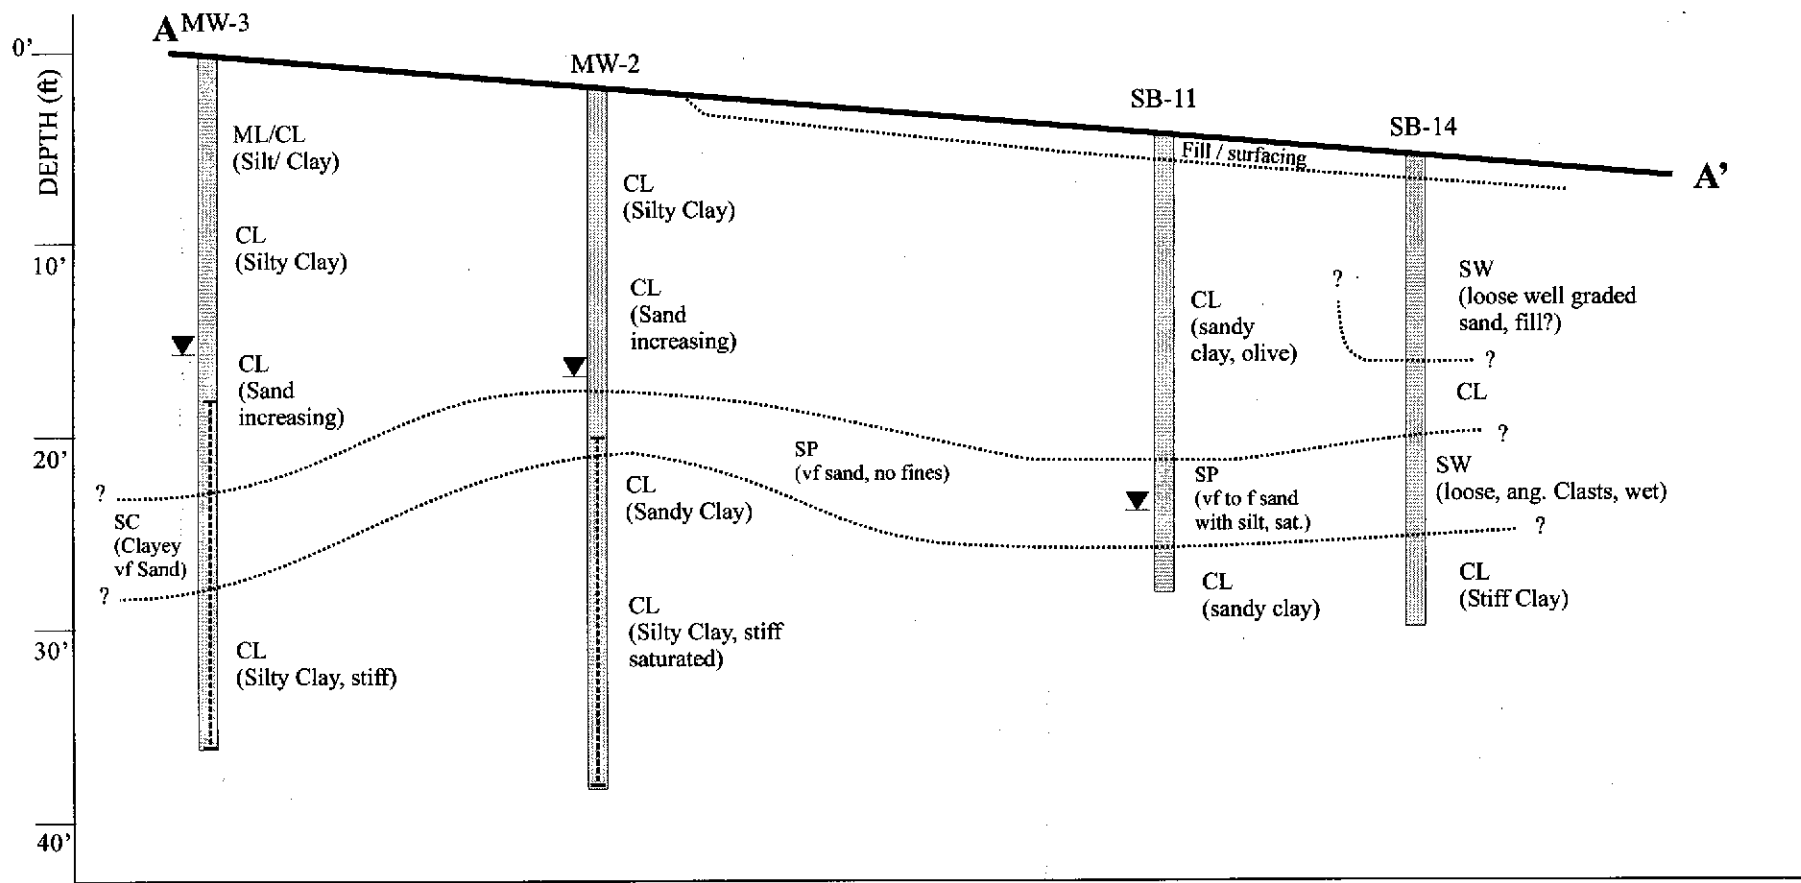 A MW-3
0'
DEPTH (ft)
10'
20'
30'
40'
MW-2
SB-11
SB-14
A'
ML/CL
(Silt/ Clay)
CL
(Silty Clay)
CL
(Sand
increasing)
?
SC
(Clayey
vf Sand)
?
CL
(Silty Clay, stiff)
CL
(Silty Clay)
CL
(Sand
increasing)
CL
(Sandy Clay)
CL
(Silty Clay, stiff
saturated)
SP
(vf sand, no fines)
Fill / surfacing
CL
(sandy
clay, olive)
SP
(vf to f sand
with silt, sat.)
CL
(sandy clay)
?
SW
(loose well graded
sand, fill?)
?
CL
?
SW
(loose, ang. Clasts, wet)
?
CL
(Stiff Clay)